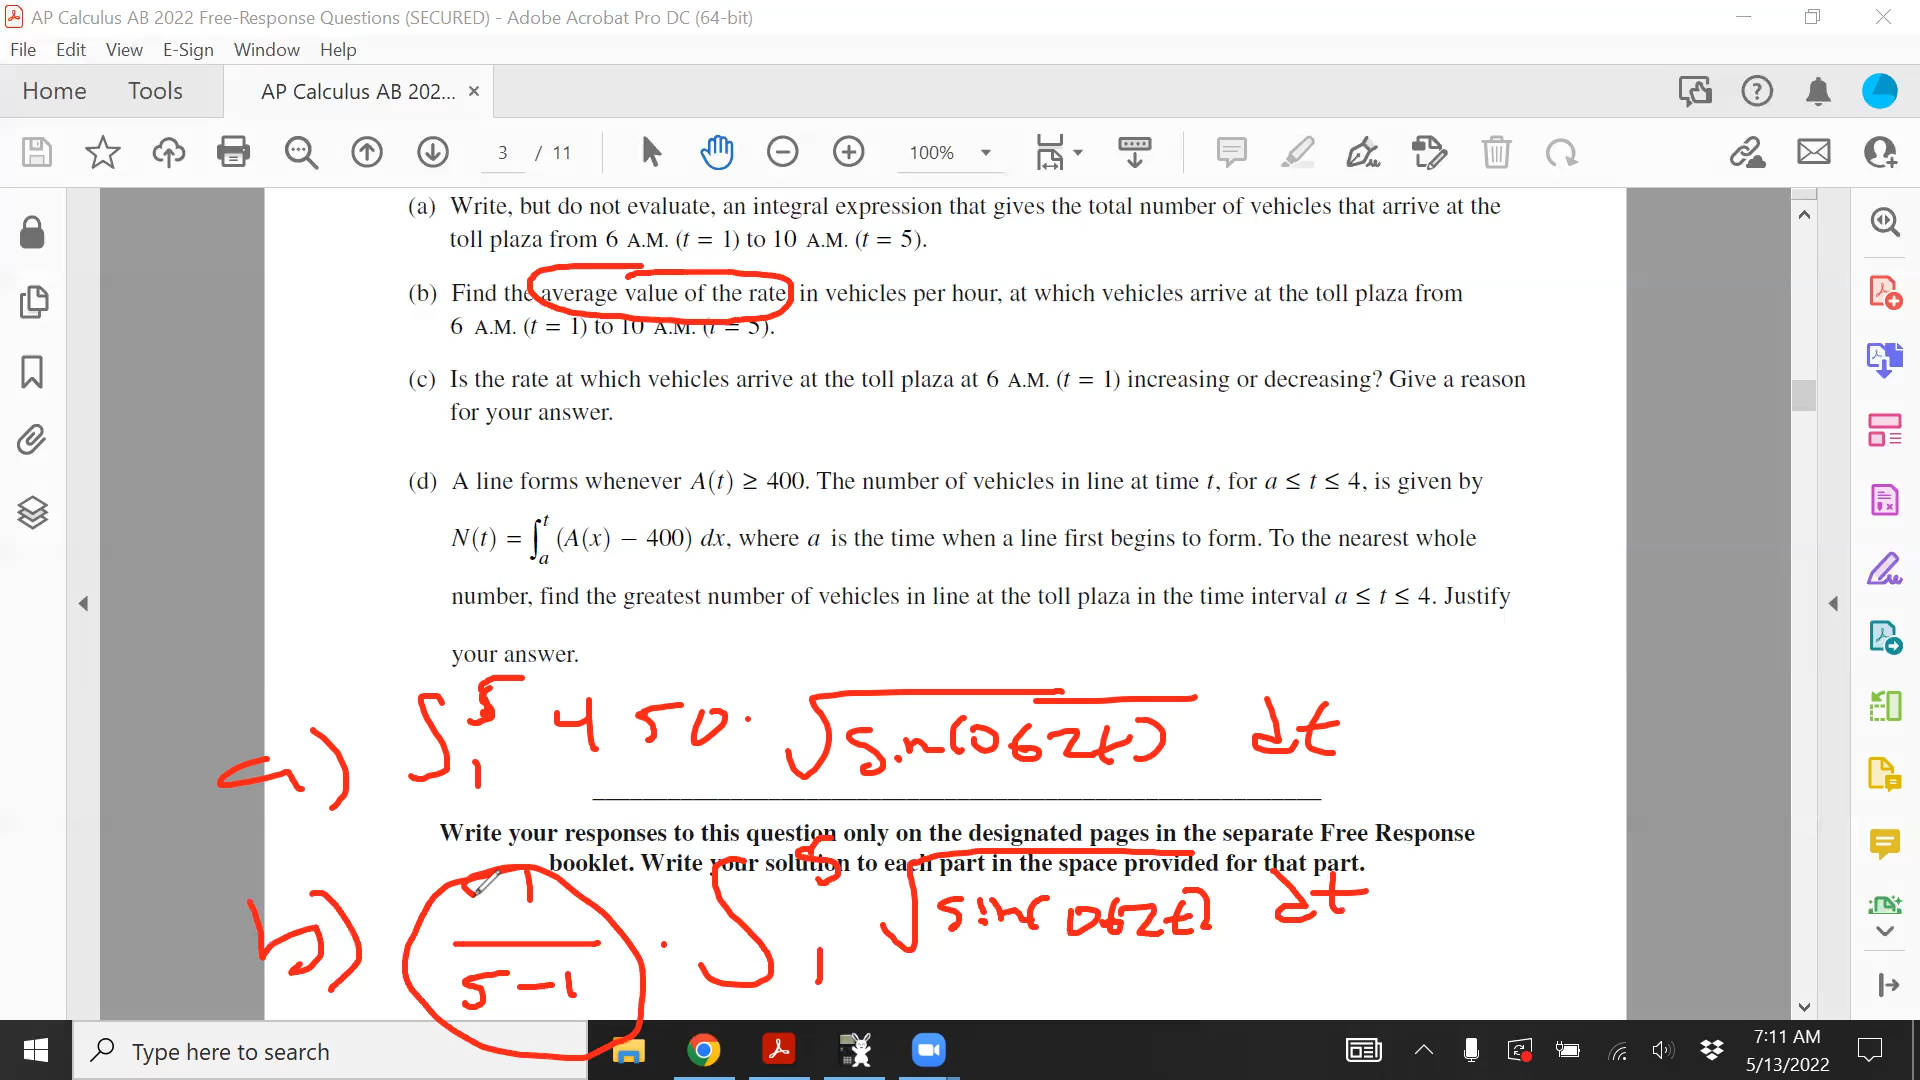 AP Calculus AB 2022 Free-Response Questions (SECURED) - Adobe Acrobat Pro DC (64-bit)
File Edit View E-Sign Window Help
Home Tools AP Calculus AB 202... ×
3 / 11 100%
(a) Write, but do not evaluate, an integral expression that gives the total number of vehicles that arrive at the
toll plaza from 6 A.M. (t = 1) to 10 A.M. (t = 5).
(b) Find the average value of the rate, in vehicles per hour, at which vehicles arrive at the toll plaza from
6 A.M. (t = 1) to 10 A.M. (t = 5).
(c) Is the rate at which vehicles arrive at the toll plaza at 6 A.M. (t = 1) increasing or decreasing? Give a reason
for your answer.
(d) A line forms whenever A(t) ≥ 400. The number of vehicles in line at time t, for a ≤ t ≤ 4, is given by
N(t) = ∫_a^t (A(x) − 400) dx, where a is the time when a line first begins to form. To the nearest whole
number, find the greatest number of vehicles in line at the toll plaza in the time interval a ≤ t ≤ 4. Justify
your answer.
a) ∫_1^5 450 · √sin(062t) dt
Write your responses to this question only on the designated pages in the separate Free Response
booklet. Write your solution to each part in the space provided for that part.
b) 1/(5-1) · ∫_1^5 √sin(062t) dt
Type here to search
7:11 AM
5/13/2022